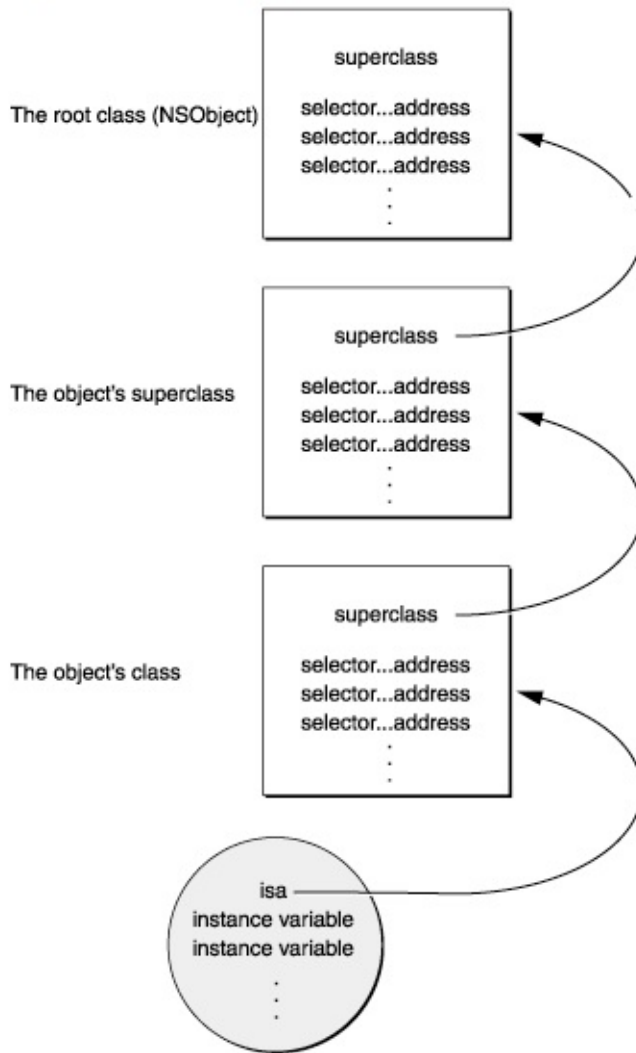 superclass
The root class (NSObject)
selector...address
selector...address
selector...address
superclass
The object's superclass
selector...address
selector...address
selector...address
superclass
The object's class
selector...address
selector...address
selector...address
isa
instance variable
instance variable